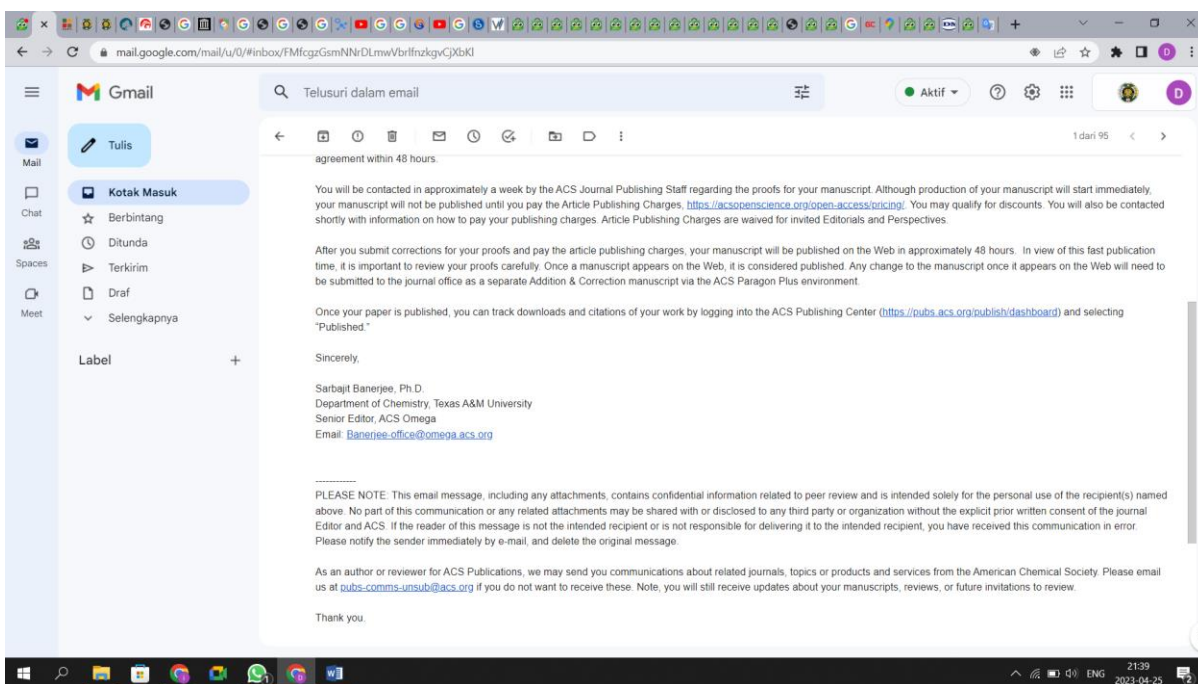 mail.google.com/mail/u/0/#inbox/FMfcgzGsmNNrDLmwVbrlfnzkgvCjXbKl
D
Gmail
Telusuri dalam email
Aktif
D
Mail
Chat
Spaces
Meet
Tulis
Kotak Masuk
Berbintang
Ditunda
Terkirim
Draf
Selengkapnya
Label
1 dari 95
agreement within 48 hours.
You will be contacted in approximately a week by the ACS Journal Publishing Staff regarding the proofs for your manuscript. Although production of your manuscript will start immediately,
your manuscript will not be published until you pay the Article Publishing Charges, https://acsopenscience.org/open-access/pricing/. You may qualify for discounts. You will also be contacted
shortly with information on how to pay your publishing charges. Article Publishing Charges are waived for invited Editorials and Perspectives.
After you submit corrections for your proofs and pay the article publishing charges, your manuscript will be published on the Web in approximately 48 hours. In view of this fast publication
time, it is important to review your proofs carefully. Once a manuscript appears on the Web, it is considered published. Any change to the manuscript once it appears on the Web will need to
be submitted to the journal office as a separate Addition & Correction manuscript via the ACS Paragon Plus environment.
Once your paper is published, you can track downloads and citations of your work by logging into the ACS Publishing Center (https://pubs.acs.org/publish/dashboard) and selecting
"Published."
Sincerely,
Sarbajit Banerjee, Ph.D.
Department of Chemistry, Texas A&M University
Senior Editor, ACS Omega
Email: Banerjee-office@omega.acs.org
------------
PLEASE NOTE: This email message, including any attachments, contains confidential information related to peer review and is intended solely for the personal use of the recipient(s) named
above. No part of this communication or any related attachments may be shared with or disclosed to any third party or organization without the explicit prior written consent of the journal
Editor and ACS. If the reader of this message is not the intended recipient or is not responsible for delivering it to the intended recipient, you have received this communication in error.
Please notify the sender immediately by e-mail, and delete the original message.
As an author or reviewer for ACS Publications, we may send you communications about related journals, topics or products and services from the American Chemical Society. Please email
us at pubs-comms-unsub@acs.org if you do not want to receive these. Note, you will still receive updates about your manuscripts, reviews, or future invitations to review.
Thank you.
ENG
21:39
2023-04-25